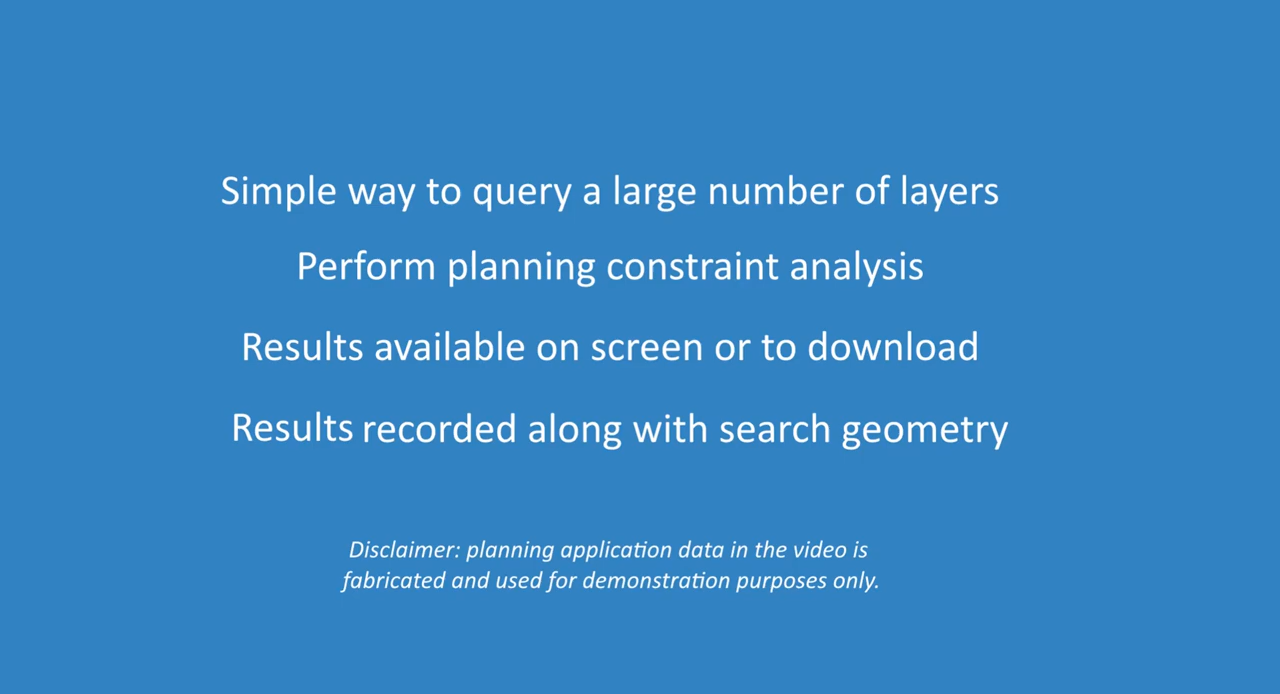 Simple way to query a large number of layers
Perform planning constraint analysis
Results available on screen or to download
Results recorded along with search geometry
Disclaimer: planning application data in the video is
fabricated and used for demonstration purposes only.